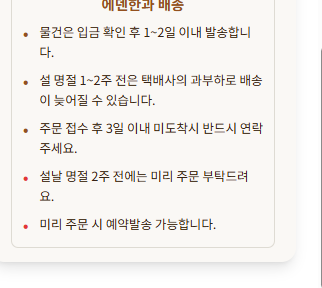 에덴한과 배송
물건은 입금 확인 후 1~2일 이내 발송합니
다.
설 명절 1~2주 전은 택배사의 과부하로 배송
이 늦어질 수 있습니다.
주문 접수 후 3일 이내 미도착시 반드시 연락
주세요.
설날 명절 2주 전에는 미리 주문 부탁드려
요.
미리 주문 시 예약발송 가능합니다.